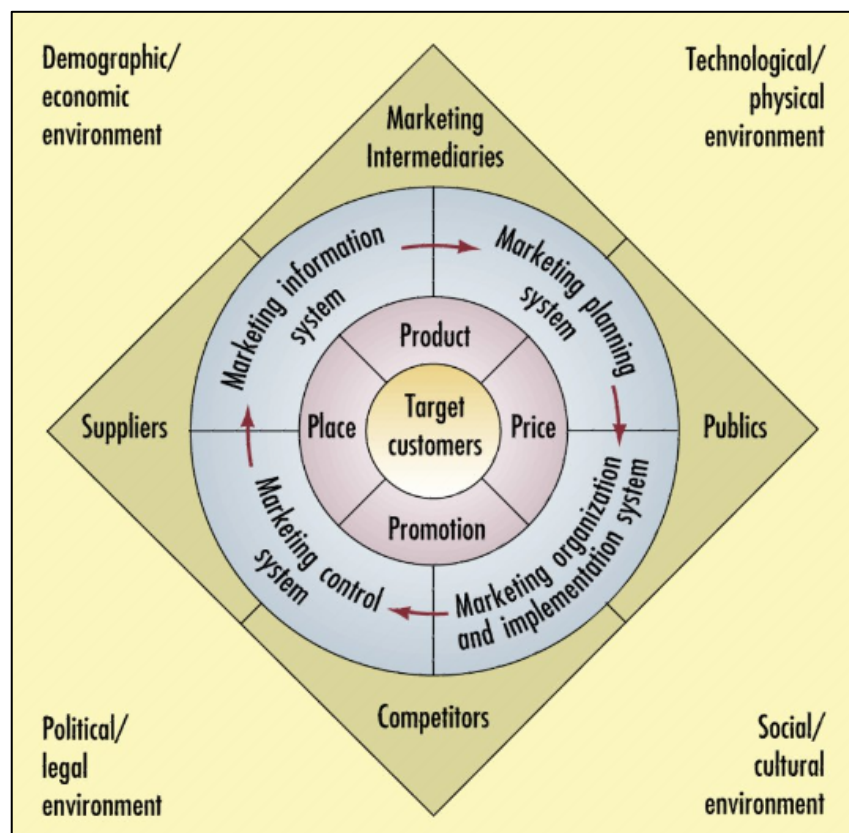 Demographic/
economic
environment
Technological/
physical
environment
Marketing
Intermediaries
Marketing information
system
Marketing planning
system
Product
Suppliers
Place
Target
customers
Price
Publics
Promotion
Marketing control
system
Marketing organization
and implementation system
Competitors
Political/
legal
environment
Social/
cultural
environment